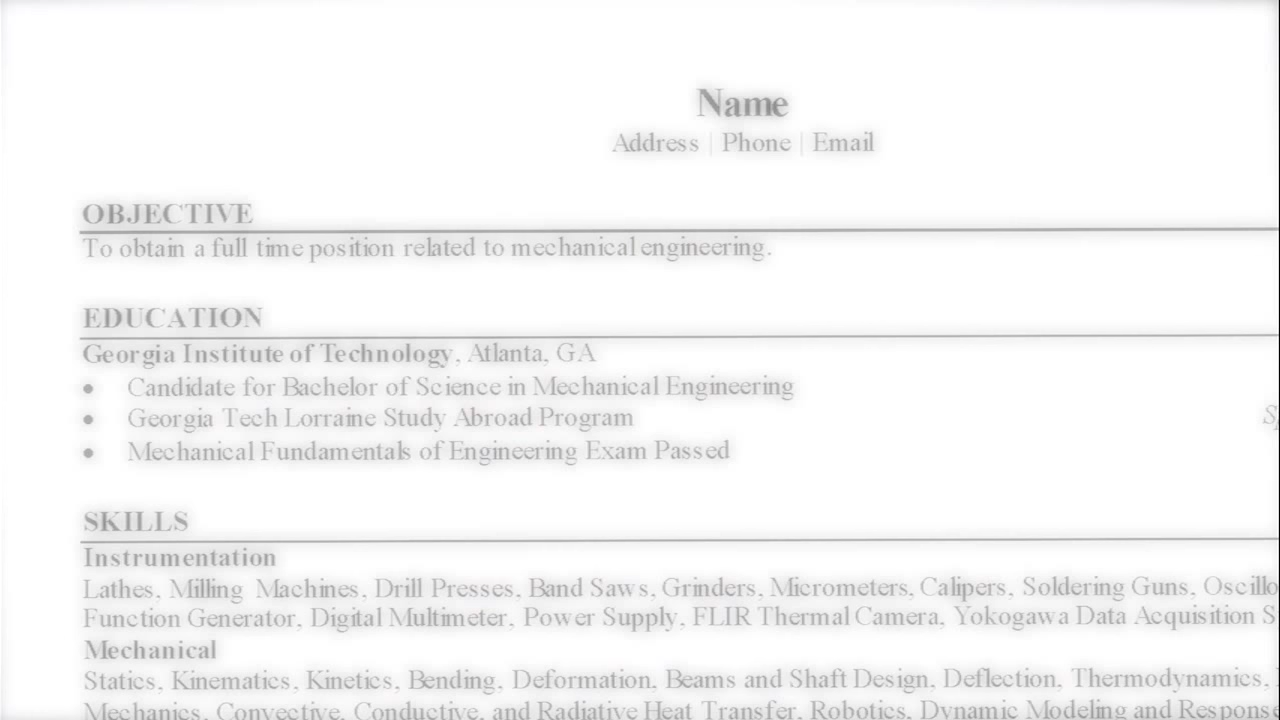 Name
Address | Phone | Email
OBJECTIVE
To obtain a full time position related to mechanical engineering.
EDUCATION
Georgia Institute of Technology, Atlanta, GA
• Candidate for Bachelor of Science in Mechanical Engineering
• Georgia Tech Lorraine Study Abroad Program
• Mechanical Fundamentals of Engineering Exam Passed
SKILLS
Instrumentation
Lathes, Milling Machines, Drill Presses, Band Saws, Grinders, Micrometers, Calipers, Soldering Guns,
Function Generator, Digital Multimeter, Power Supply, FLIR Thermal Camera, Yokogawa Data Acquisition
Mechanical
Statics, Kinematics, Kinetics, Bending, Deformation, Beams and Shaft Design, Deflection, Thermodynamics,
Mechanics, Convective, Conductive, and Radiative Heat Transfer, Robotics, Dynamic Modeling and Response